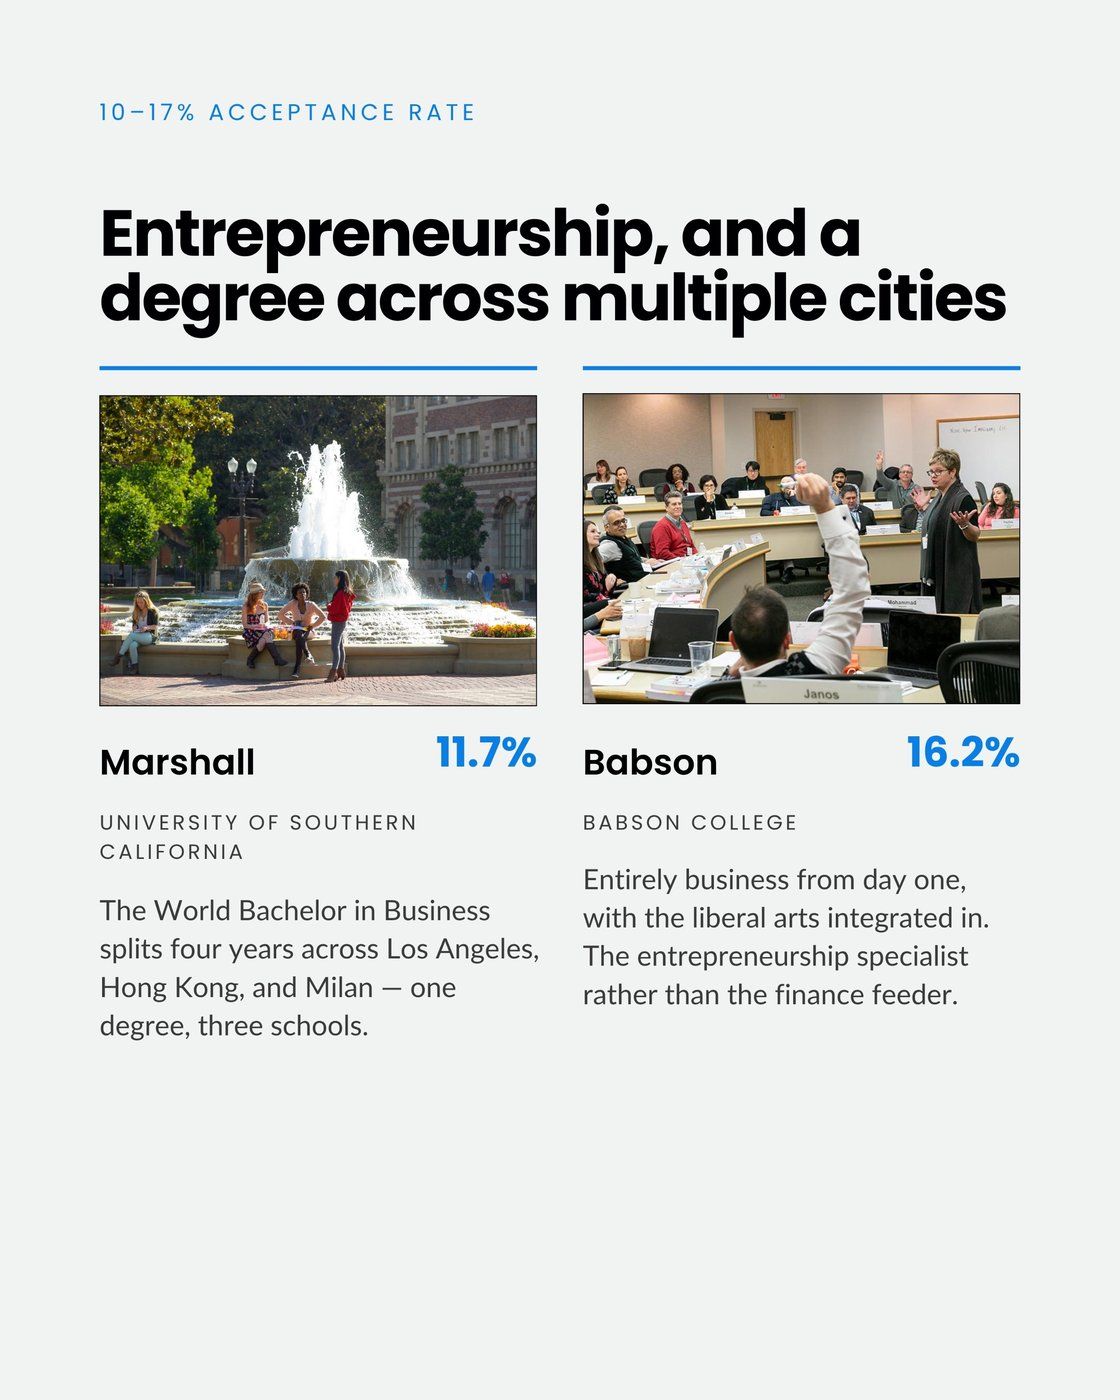 10–17% ACCEPTANCE RATE
Entrepreneurship, and a
degree across multiple cities
Mohammad
Janos
Marshall
11.7%
UNIVERSITY OF SOUTHERN
CALIFORNIA
The World Bachelor in Business
splits four years across Los Angeles,
Hong Kong, and Milan — one
degree, three schools.
Babson
16.2%
BABSON COLLEGE
Entirely business from day one,
with the liberal arts integrated in.
The entrepreneurship specialist
rather than the finance feeder.